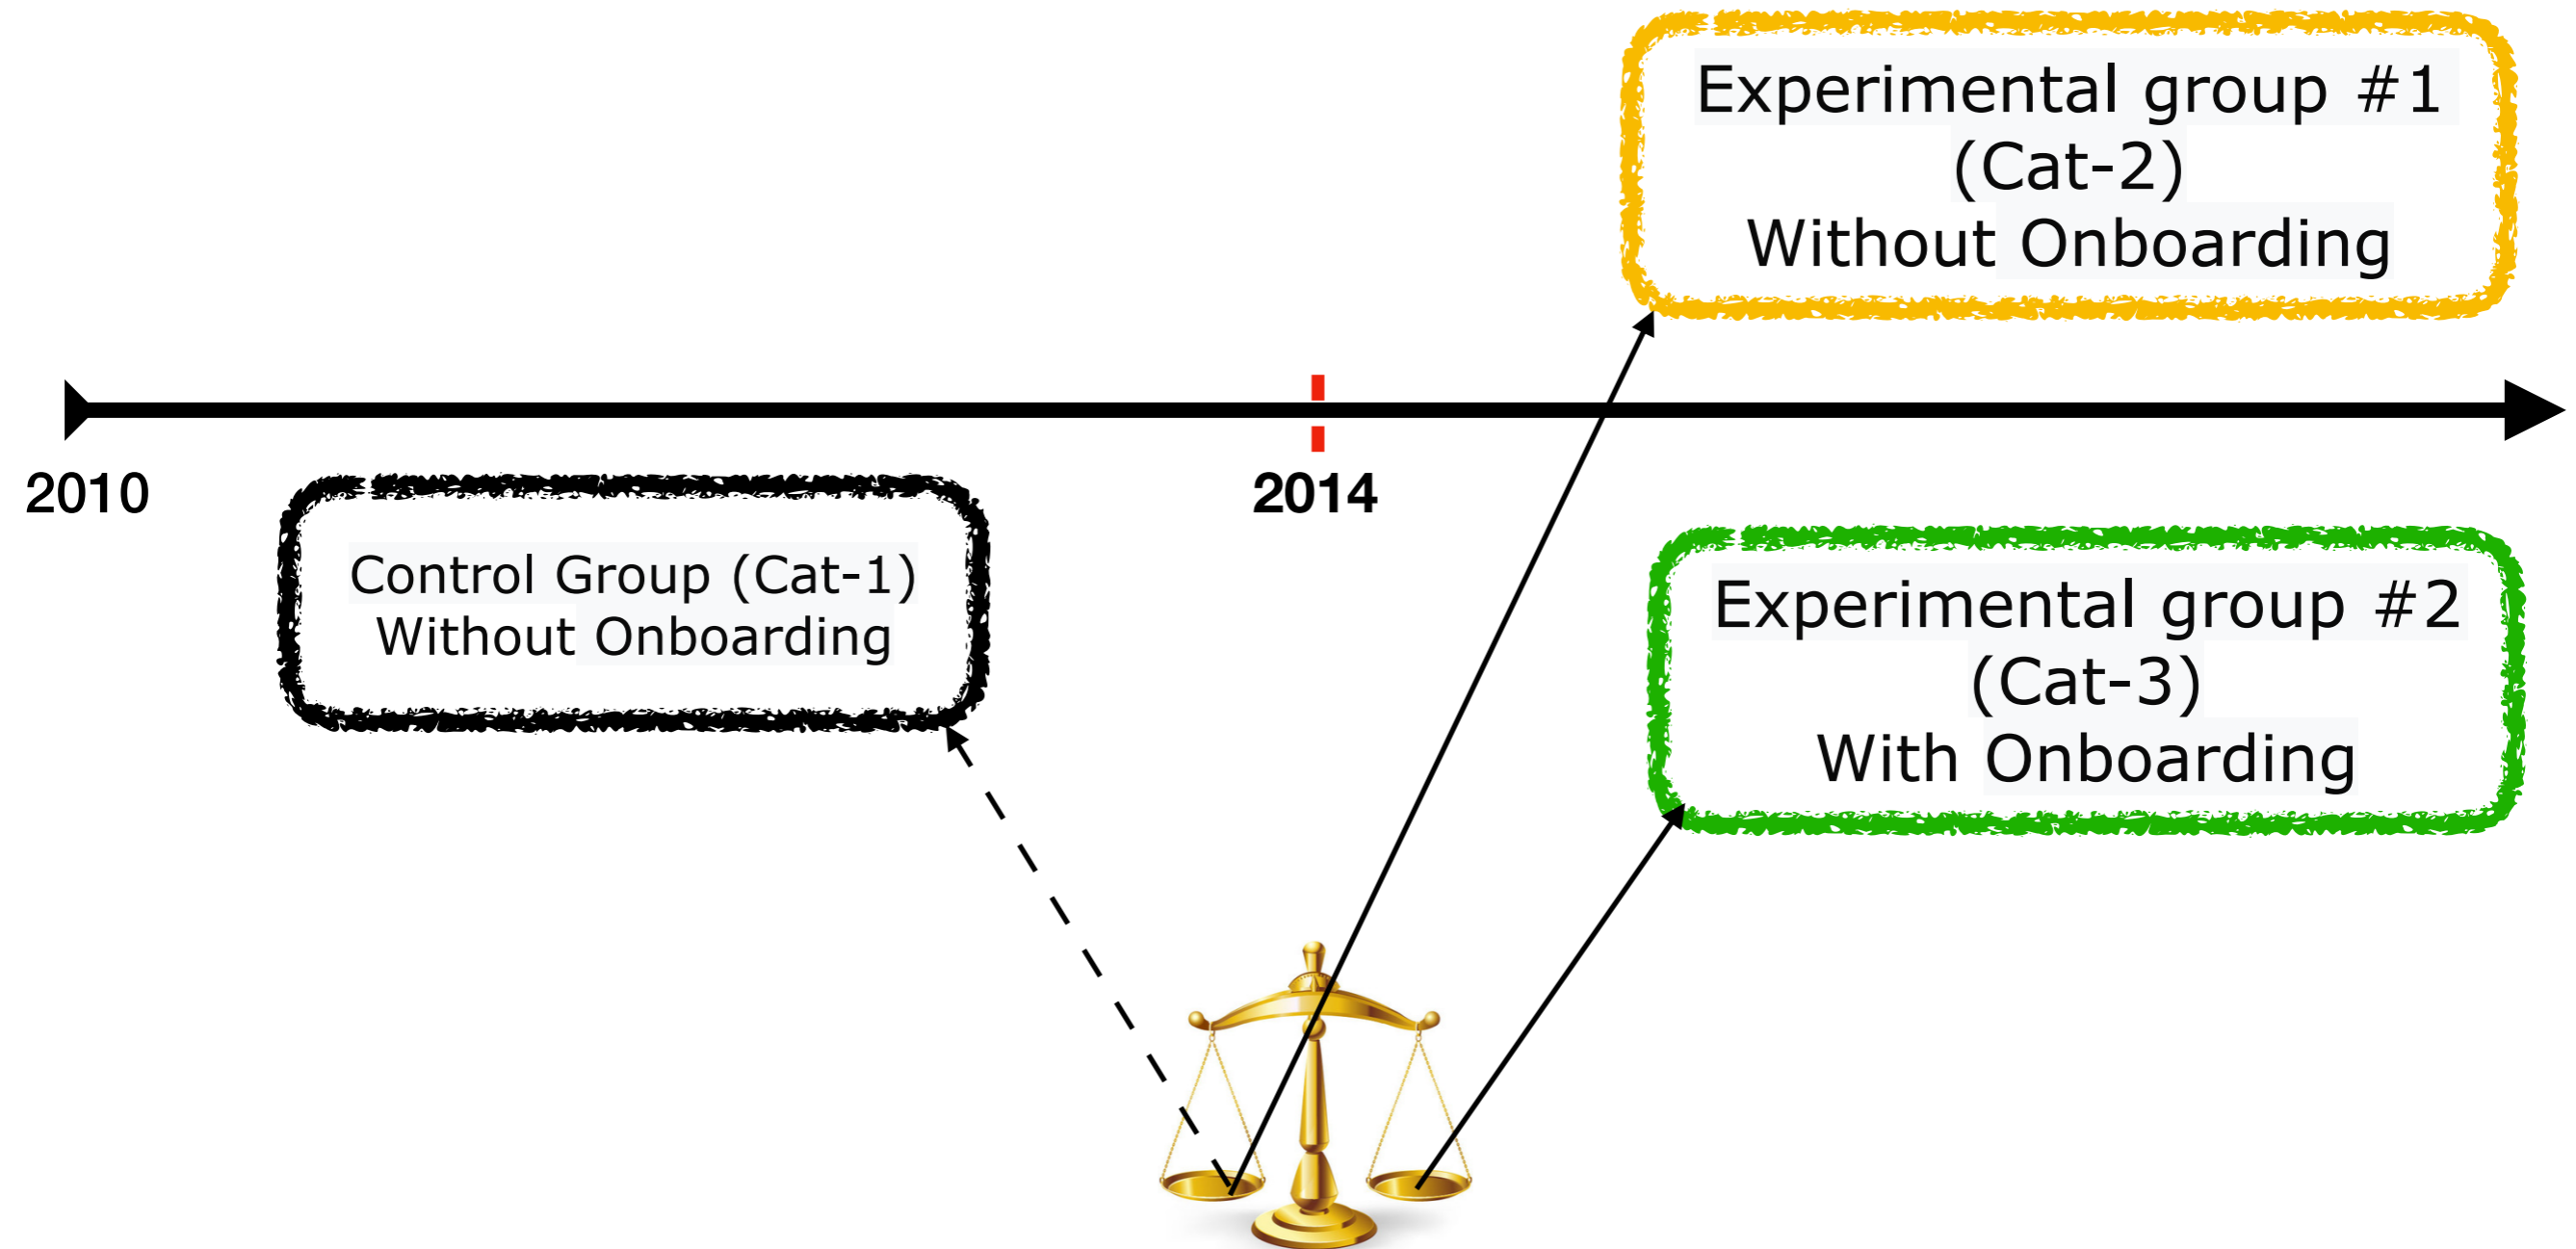 Experimental group #1
(Cat-2)
Without Onboarding
2010
2014
Control Group (Cat-1)
Without Onboarding
Experimental group #2
(Cat-3)
With Onboarding